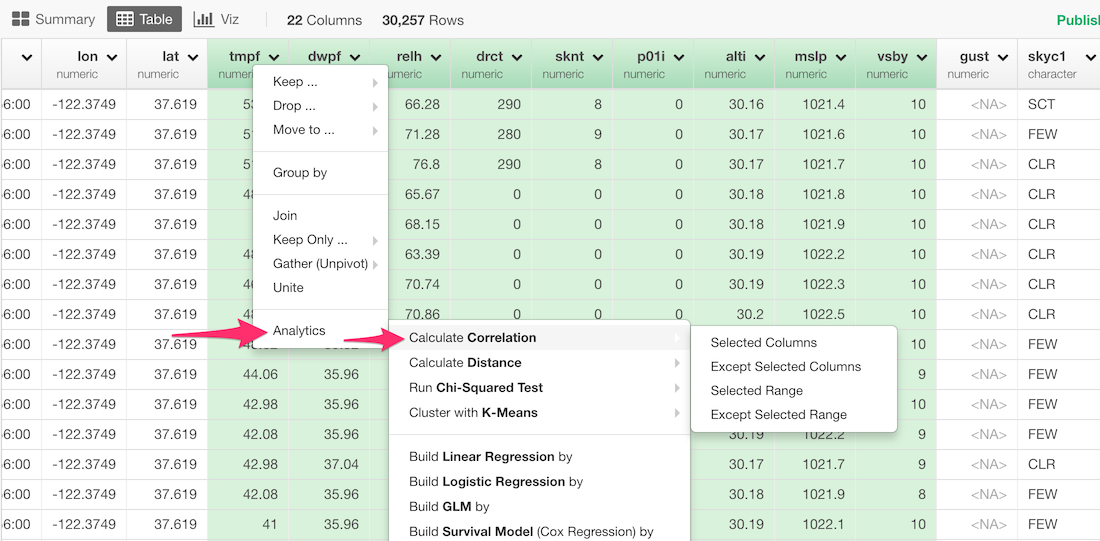 Summary Table Viz 22 Columns 30,257 Rows Publis
lon lat tmpf dwpf relh drct sknt p01i alti mslp vsby gust skyc1
numeric numeric numeric numeric numeric numeric numeric numeric numeric numeric numeric character
6:00 -122.3749 37.619 66.28 290 8 0 30.16 1021.4 10 <NA> SCT
6:00 -122.3749 37.619 71.28 280 9 0 30.17 1021.6 10 <NA> FEW
6:00 -122.3749 37.619 76.8 290 8 0 30.17 1021.7 10 <NA> CLR
6:00 -122.3749 37.619 65.67 0 0 0 30.18 1021.8 10 <NA> CLR
6:00 -122.3749 37.619 68.15 0 0 0 30.18 1021.9 10 <NA> CLR
6:00 -122.3749 37.619 63.39 0 0 0 30.19 1022.2 10 <NA> CLR
6:00 -122.3749 37.619 70.74 0 0 0 30.19 1022.3 10 <NA> CLR
6:00 -122.3749 37.619 70.86 0 0 0 30.2 1022.5 10 <NA> CLR
6:00 -122.3749 37.619 10 <NA> FEW
6:00 -122.3749 37.619 44.06 35.96 9 <NA> FEW
6:00 -122.3749 37.619 42.98 35.96 10 <NA> FEW
6:00 -122.3749 37.619 42.08 35.96 30.19 1022.2 9 <NA> FEW
6:00 -122.3749 37.619 42.98 37.04 30.17 1021.7 9 <NA> CLR
6:00 -122.3749 37.619 42.08 35.96 30.18 1021.9 8 <NA> FEW
6:00 -122.3749 37.619 41 35.96 30.19 1022.1 10 <NA> FEW
Keep ...
Drop ...
Move to ...
Group by
Join
Keep Only ...
Gather (Unpivot)
Unite
Analytics
Calculate Correlation
Calculate Distance
Run Chi-Squared Test
Cluster with K-Means
Build Linear Regression by
Build Logistic Regression by
Build GLM by
Build Survival Model (Cox Regression) by
Selected Columns
Except Selected Columns
Selected Range
Except Selected Range